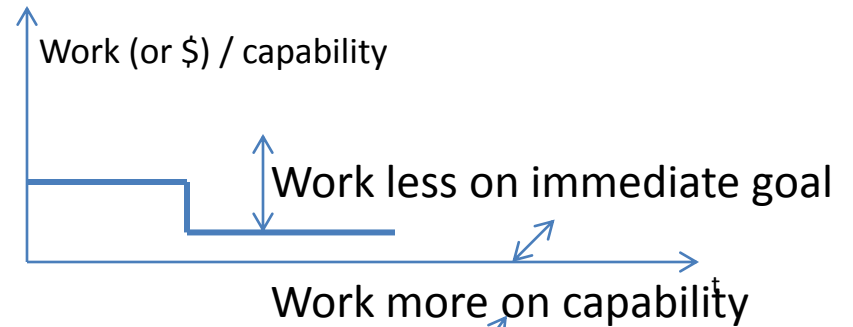 Work (or $) / capability
Work less on immediate goal
t
Work more on capability